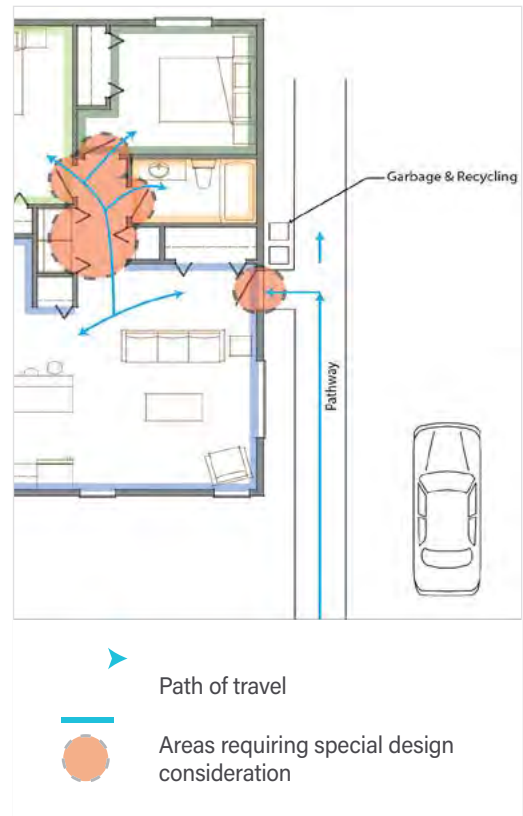 Garbage & Recycling
Pathway
Path of travel
Areas requiring special design
consideration